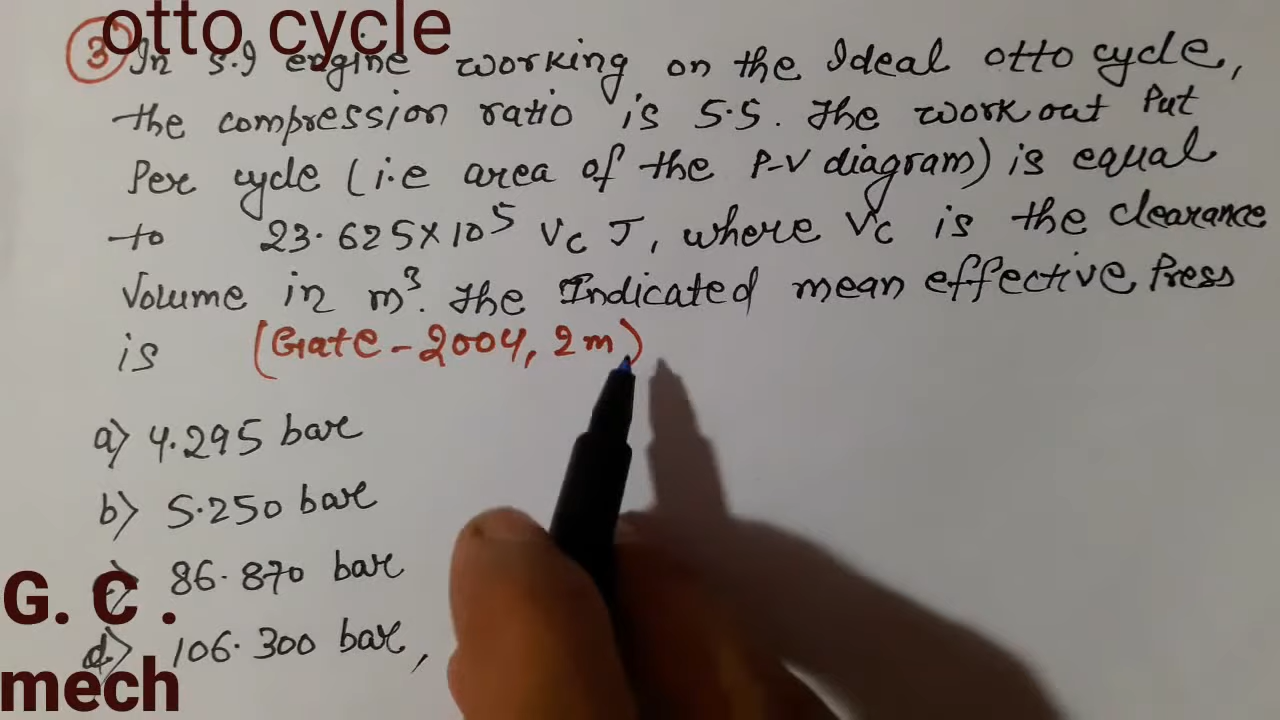 otto cycle
3 In S.I engine working on the Ideal otto cycle,
the compression ratio is 5.5. The work out Put
Per cycle (i.e area of the P-V diagram) is equal
to 23.625×10⁵ Vc J, where Vc is the clearance
Volume in m³. The Indicated mean effective Press
is (Gate-2004, 2m)
a) 4.295 bar
b) 5.250 bar
c) 86.870 bar
d) 106.300 bar,
G. C.
mech